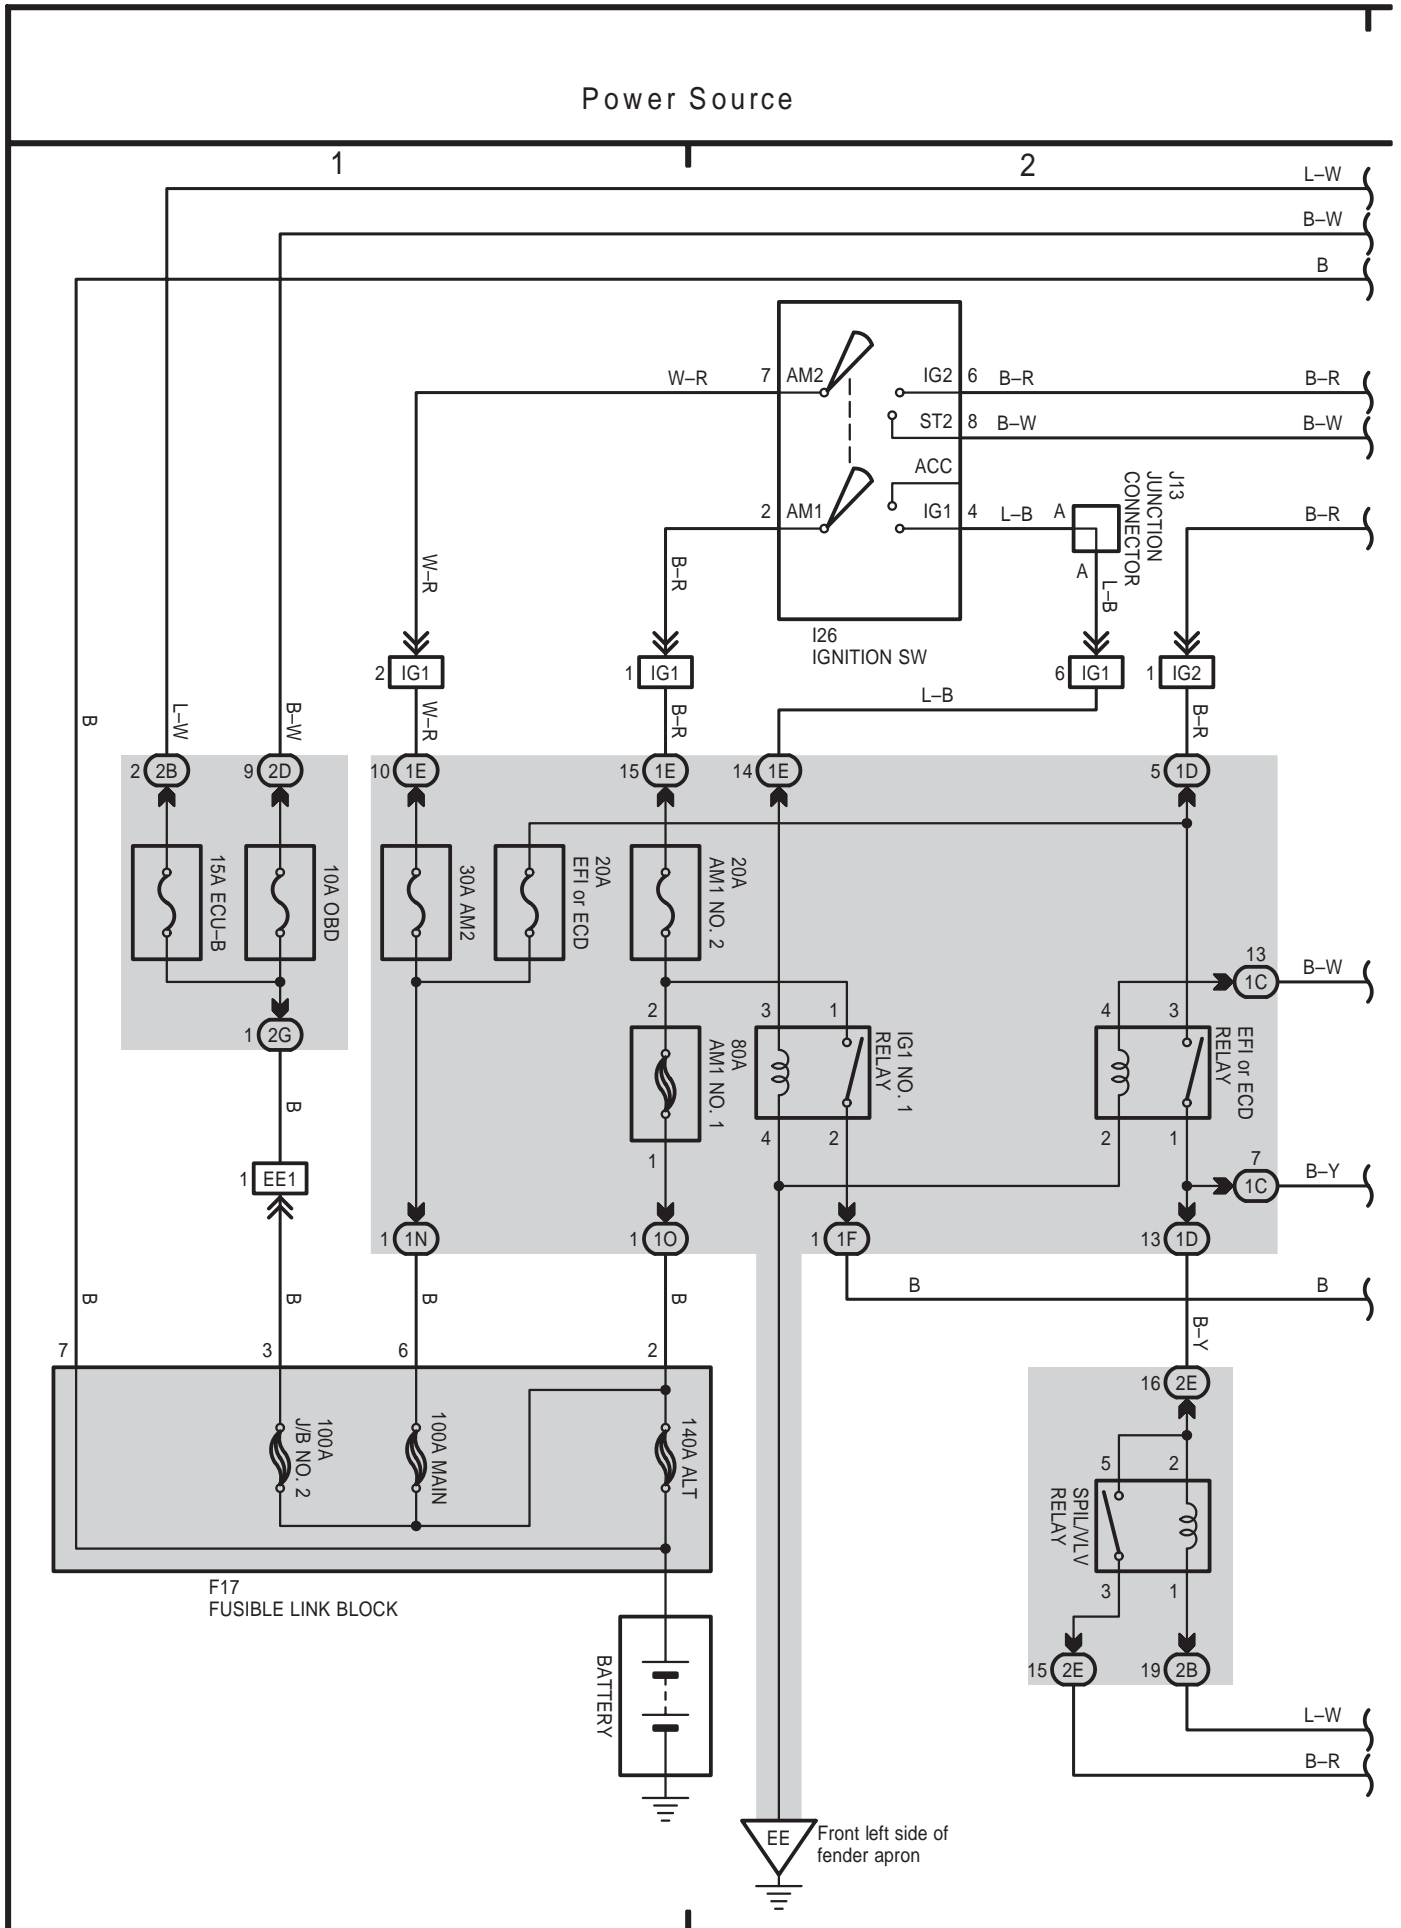 Power Source
1
2
L–W
B–W
B
W–R
7
AM2
IG2
6
B–R
B–R
ST2
8
B–W
B–W
ACC
2
AM1
IG1
4
L–B
A
A
J13
JUNCTION
CONNECTOR
B–R
W–R
B–R
L–B
I26
IGNITION SW
2
IG1
1
IG1
6
IG1
1
IG2
L–B
B
L–W
B–W
W–R
B–R
B–R
2
2B
9
2D
10
1E
15
1E
14
1E
5
1D
15A ECU–B
10A OBD
30A AM2
20A
EFI or ECD
20A
AM1 NO. 2
13
1C
B–W
1
2G
2
80A
AM1 NO. 1
1
3
1
IG1 NO. 1
RELAY
4
2
4
3
EFI or ECD
RELAY
2
1
B
1
EE1
7
1C
B–Y
1
1N
1
1O
1
1F
13
1D
B
B
B
B
B
B
B–Y
7
3
6
2
100A
J/B NO. 2
100A MAIN
140A ALT
F17
FUSIBLE LINK BLOCK
16
2E
5
2
SPIL/VLV
RELAY
3
1
15
2E
19
2B
BATTERY
L–W
B–R
EE
Front left side of
fender apron